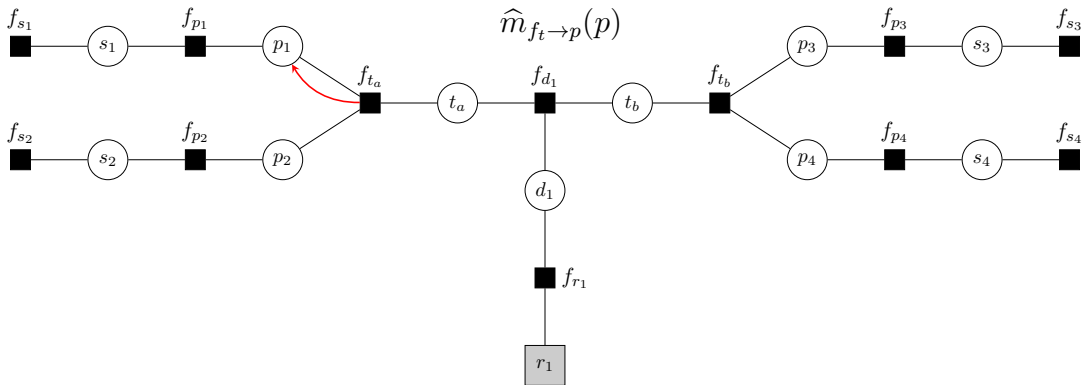 m̂_{f_t→p}(p)
f_{s_1} f_{p_1} f_{p_3} f_{s_3}
s_1 p_1 p_3 s_3
f_{t_a} f_{d_1} f_{t_b}
t_a t_b
f_{s_2} f_{p_2} f_{p_4} f_{s_4}
s_2 p_2 p_4 s_4
d_1
f_{r_1}
r_1